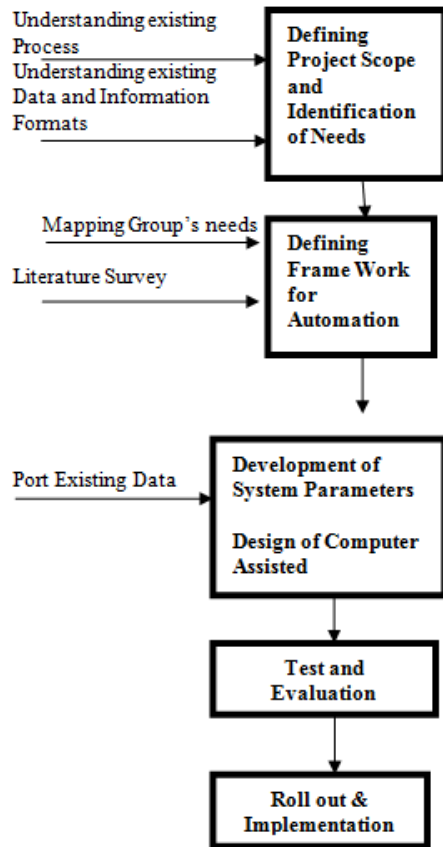 Understanding existing
Process
Understanding existing
Data and Information
Formats
Defining
Project Scope
and
Identification
of Needs
Mapping Group’s needs
Literature Survey
Defining
Frame Work
for
Automation
Port Existing Data
Development of
System Parameters
Design of Computer
Assisted
Test and
Evaluation
Roll out &
Implementation